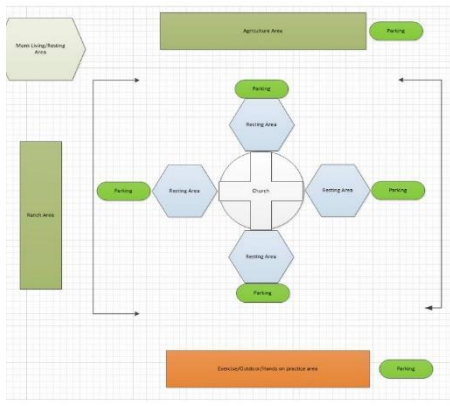 Agriculture Area
Parking
Monk Living/Resting
Area
Parking
Resting Area
Parking
Resting Area
Church
Resting Area
Parking
Ranch Area
Resting Area
Parking
Exercise/Outdoor/Hands on practice area
Parking